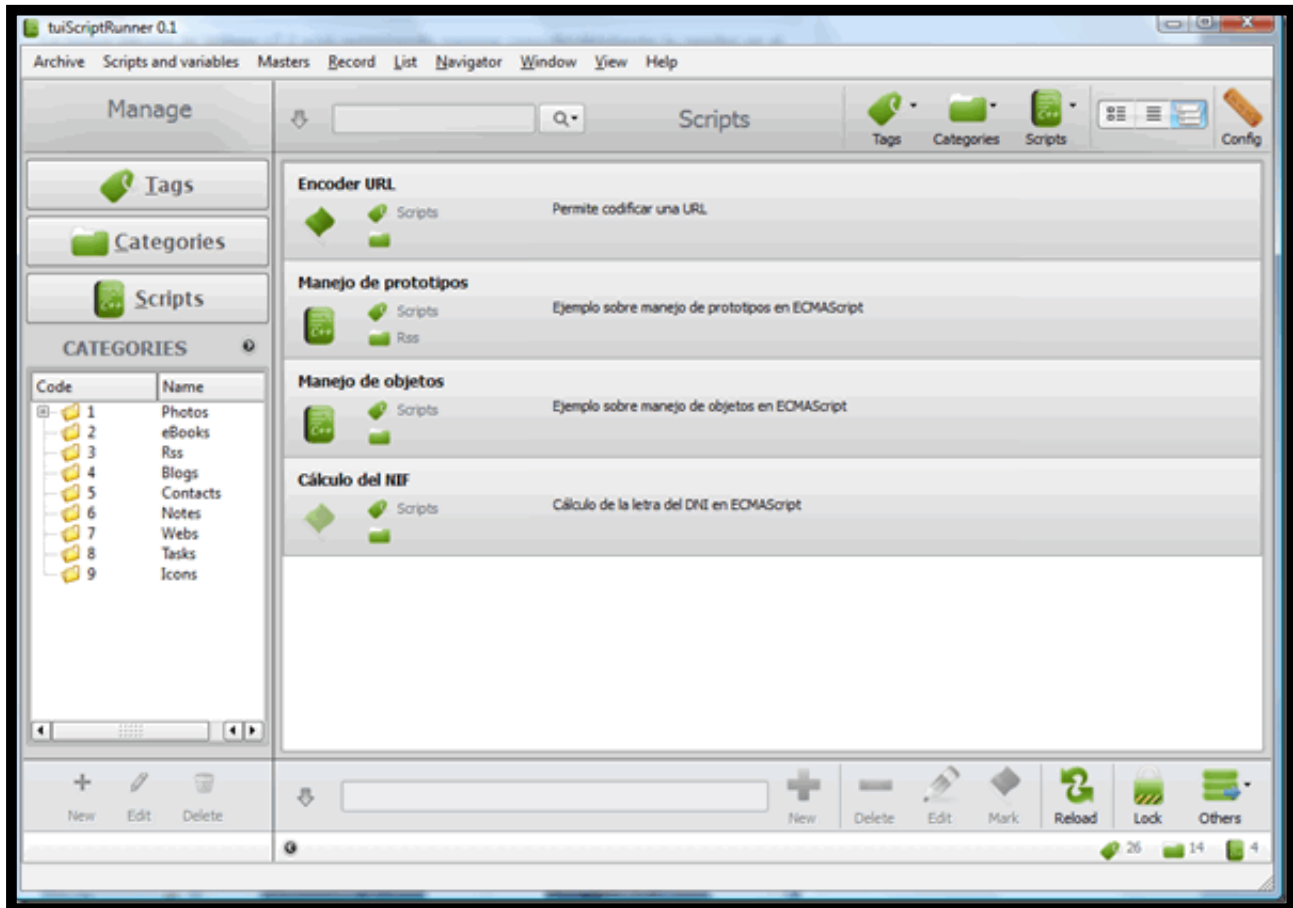 tuiScriptRunner 0.1
Archive Scripts and variables Masters Record List Navigator Window View Help
Manage
Scripts
Tags
Categories
Scripts
Config
Tags
Categories
Scripts
CATEGORIES
Code Name
1 Photos
2 eBooks
3 Rss
4 Blogs
5 Contacts
6 Notes
7 Webs
8 Tasks
9 Icons
Encoder URL
Scripts
Permite codificar una URL
Manejo de prototipos
Scripts
Ejemplo sobre manejo de prototipos en ECMAScript
C++
Rss
Manejo de objetos
Scripts
Ejemplo sobre manejo de objetos en ECMAScript
C++
Cálculo del NIF
Scripts
Cálculo de la letra del DNI en ECMAScript
New Edit Delete
New Delete Edit Mark Reload Lock Others
26 14 4